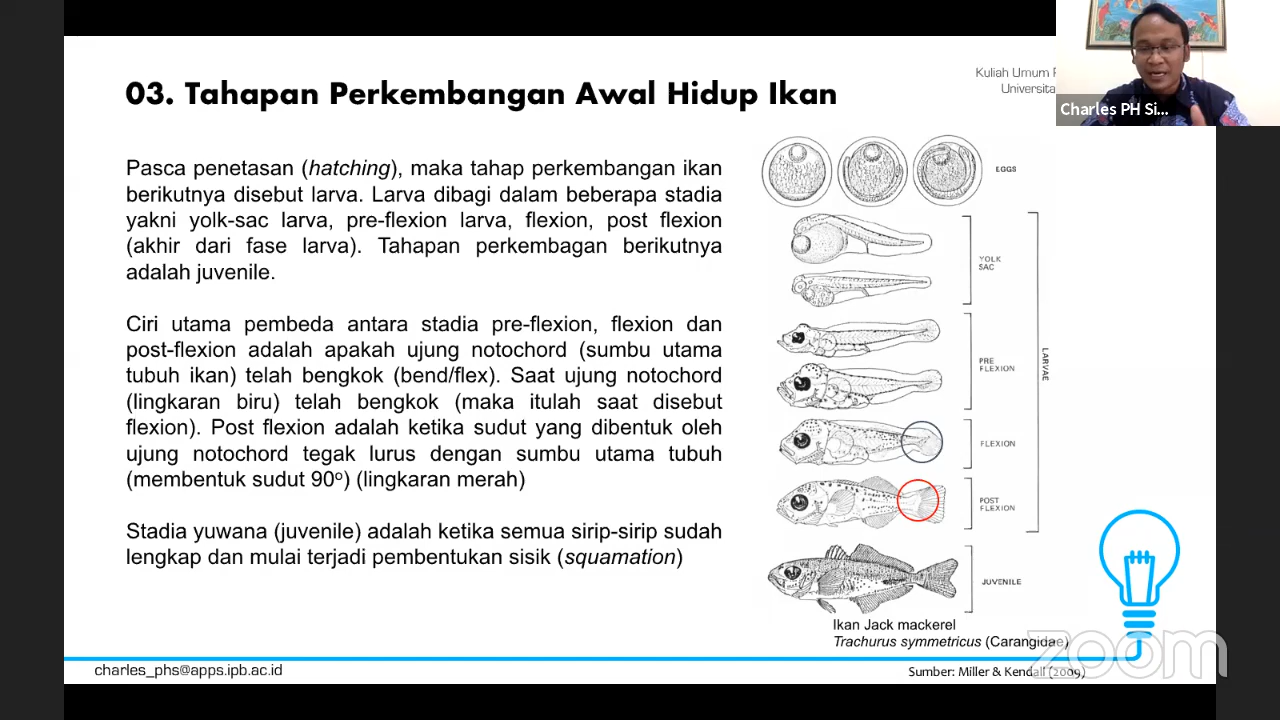 03. Tahapan Perkembangan Awal Hidup Ikan
Kuliah Umum
Charles PH Si...
Pasca penetasan (hatching), maka tahap perkembangan ikan
berikutnya disebut larva. Larva dibagi dalam beberapa stadia
yakni yolk-sac larva, pre-flexion larva, flexion, post flexion
(akhir dari fase larva). Tahapan perkembagan berikutnya
adalah juvenile.
Ciri utama pembeda antara stadia pre-flexion, flexion dan
post-flexion adalah apakah ujung notochord (sumbu utama
tubuh ikan) telah bengkok (bend/flex). Saat ujung notochord
(lingkaran biru) telah bengkok (maka itulah saat disebut
flexion). Post flexion adalah ketika sudut yang dibentuk oleh
ujung notochord tegak lurus dengan sumbu utama tubuh
(membentuk sudut 90º) (lingkaran merah)
Stadia yuwana (juvenile) adalah ketika semua sirip-sirip sudah
lengkap dan mulai terjadi pembentukan sisik (squamation)
EGGS
YOLK
SAC
PRE
FLEXION
LARVAE
FLEXION
POST
FLEXION
JUVENILE
Ikan Jack mackerel
Trachurus symmetricus (Carangidae)
charles_phs@apps.ipb.ac.id
Sumber: Miller & Kendall (2009)
zoom